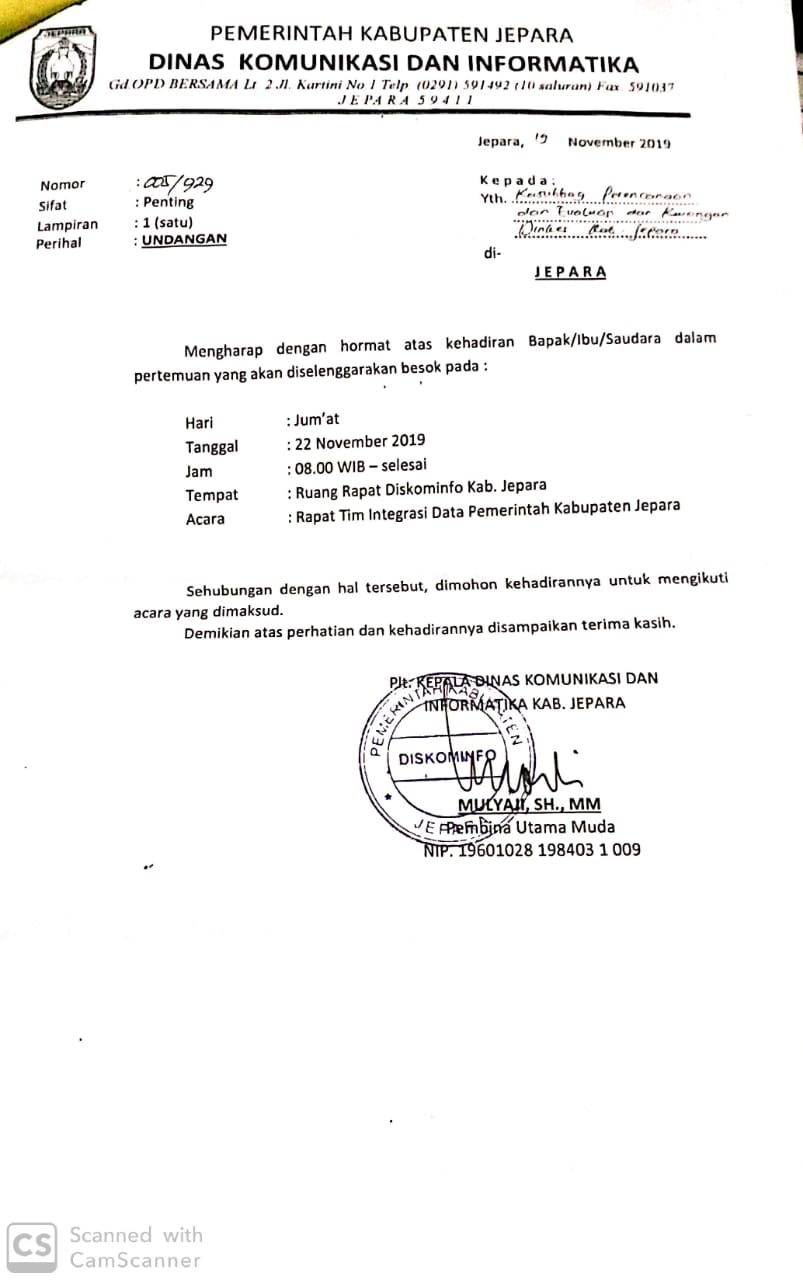 JEPARA
PEMERINTAH KABUPATEN JEPARA
DINAS KOMUNIKASI DAN INFORMATIKA
Gd.OPD BERSAMA Lt 2 Jl. Kartini No 1 Telp (0291) 591492 (10 saluran) Fax 591037
J E P A R A 5 9 4 1 1
Jepara, 19 November 2019
Nomor : 005/929
Sifat : Penting
Lampiran : 1 (satu)
Perihal : UNDANGAN
K e p a d a :
Yth. Kasubbag Perencanaan
dan Evaluasi dan Keuangan
Dinkes Kab. Jepara
di-
J E P A R A
Mengharap dengan hormat atas kehadiran Bapak/Ibu/Saudara dalam
pertemuan yang akan diselenggarakan besok pada :
Hari : Jum'at
Tanggal : 22 November 2019
Jam : 08.00 WIB – selesai
Tempat : Ruang Rapat Diskominfo Kab. Jepara
Acara : Rapat Tim Integrasi Data Pemerintah Kabupaten Jepara
Sehubungan dengan hal tersebut, dimohon kehadirannya untuk mengikuti
acara yang dimaksud.
Demikian atas perhatian dan kehadirannya disampaikan terima kasih.
Plt. KEPALA DINAS KOMUNIKASI DAN
INFORMATIKA KAB. JEPARA
PEMERINTAH KABUPATEN
DISKOMINFO
JEPARA
MULYAJI, SH., MM
Pembina Utama Muda
NIP. 19601028 198403 1 009
CS Scanned with
CamScanner